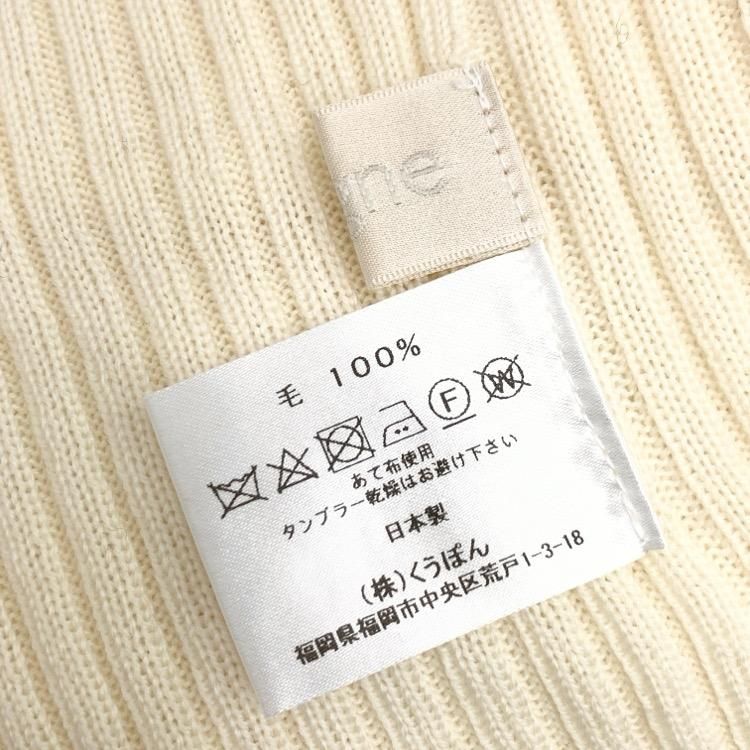 gne
毛 100%
F W
あて布使用
タンブラー乾燥はお避け下さい
日本製
(株)くうぽん
福岡県福岡市中央区荒戸1-3-18